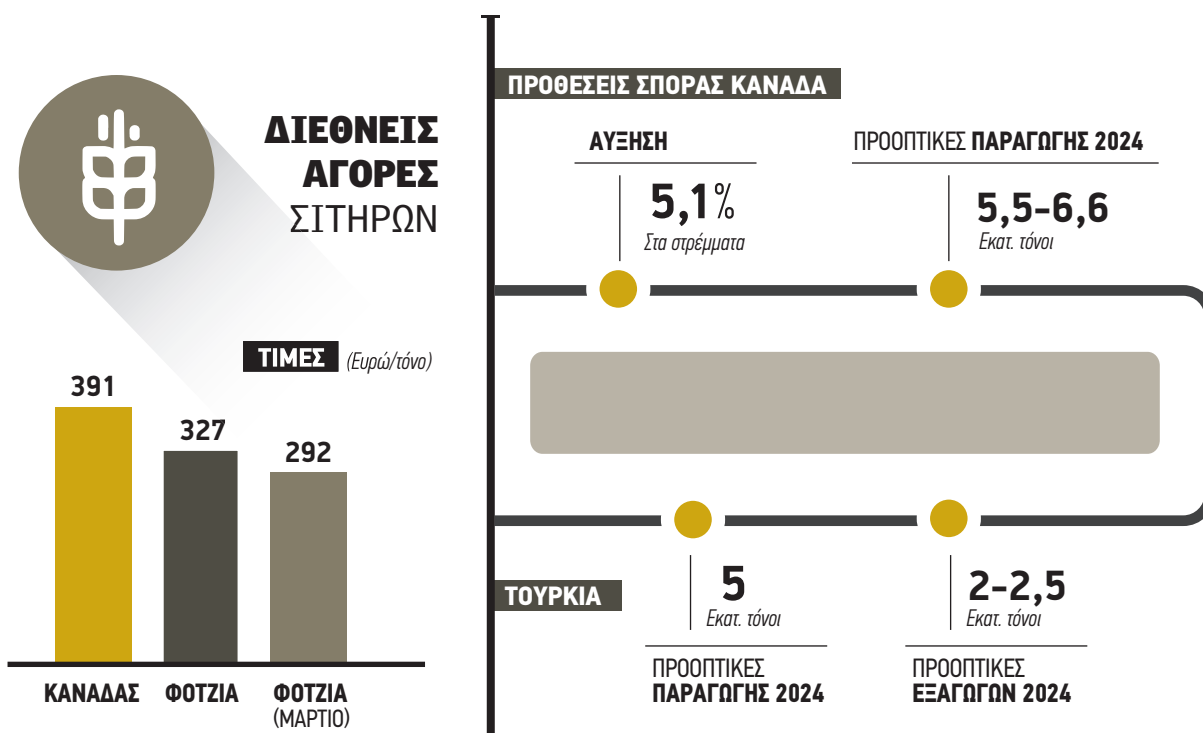 ΔΙΕΘΝΕΙΣ
ΑΓΟΡΕΣ
ΣΙΤΗΡΩΝ
ΤΙΜΕΣ (Ευρώ/τόνο)
391
327
292
ΚΑΝΑΔΑΣ
ΦΟΤΖΙΑ
ΦΟΤΖΙΑ
(ΜΑΡΤΙΟ)
ΠΡΟΘΕΣΕΙΣ ΣΠΟΡΑΣ ΚΑΝΑΔΑ
ΑΥΞΗΣΗ
5,1%
Στα στρέμματα
ΠΡΟΟΠΤΙΚΕΣ ΠΑΡΑΓΩΓΗΣ 2024
5,5-6,6
Εκατ. τόνοι
ΤΟΥΡΚΙΑ
5
Εκατ. τόνοι
ΠΡΟΟΠΤΙΚΕΣ
ΠΑΡΑΓΩΓΗΣ 2024
2-2,5
Εκατ. τόνοι
ΠΡΟΟΠΤΙΚΕΣ
ΕΞΑΓΩΓΩΝ 2024